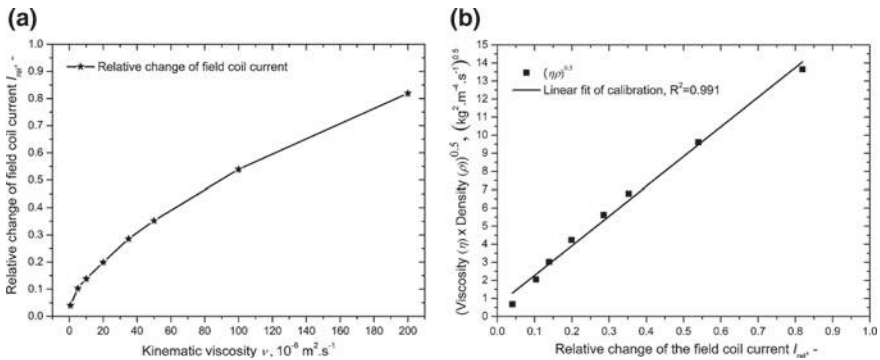 (a)
Relative change of field coil current I_rel, -
1.0
0.9
0.8
0.7
0.6
0.5
0.4
0.3
0.2
0.1
0.0
Relative change of field coil current
0 20 40 60 80 100 120 140 160 180 200
Kinematic viscosity ν, 10⁻⁶ m².s⁻¹
(b)
(Viscosity (η) x Density (ρ))^0.5, (kg².m⁻⁴.s⁻¹)^0.5
15
14
13
12
11
10
9
8
7
6
5
4
3
2
1
0
(ηρ)^0.5
Linear fit of calibration, R²=0.991
0.0 0.1 0.2 0.3 0.4 0.5 0.6 0.7 0.8 0.9 1.0
Relative change of the field coil current I_rel, -